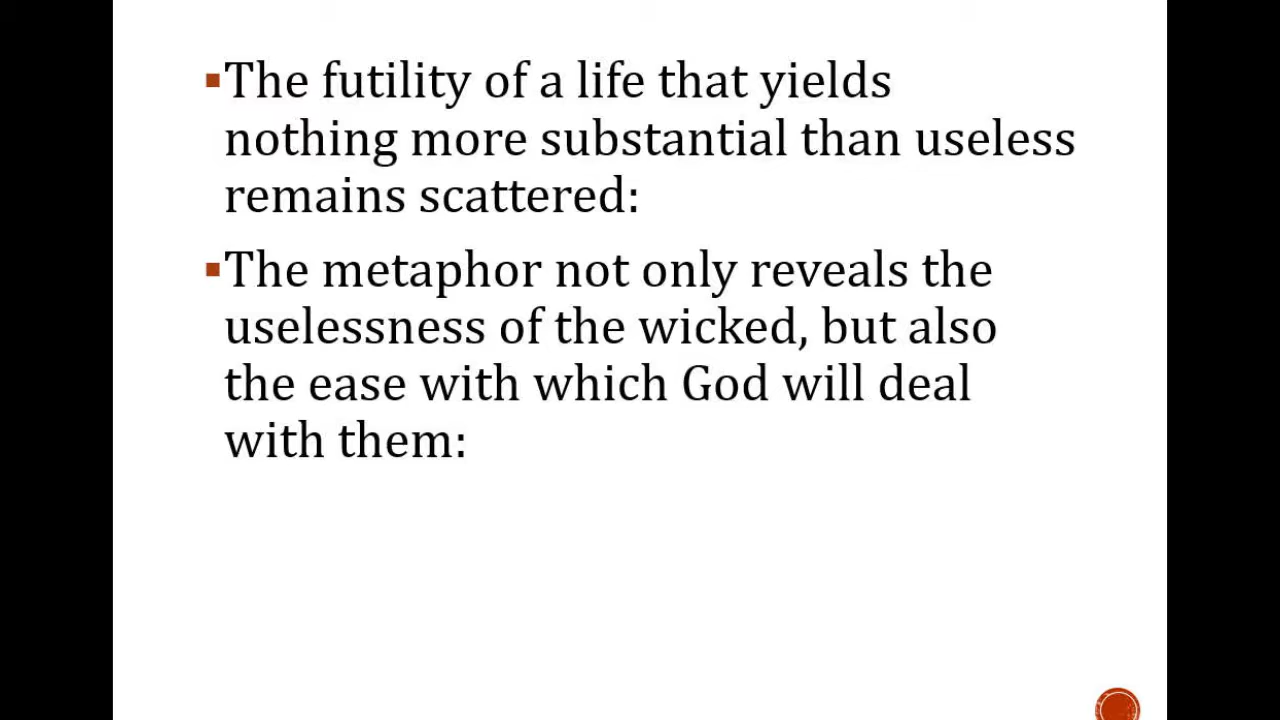 ▪The futility of a life that yields
nothing more substantial than useless
remains scattered:
▪The metaphor not only reveals the
uselessness of the wicked, but also
the ease with which God will deal
with them: